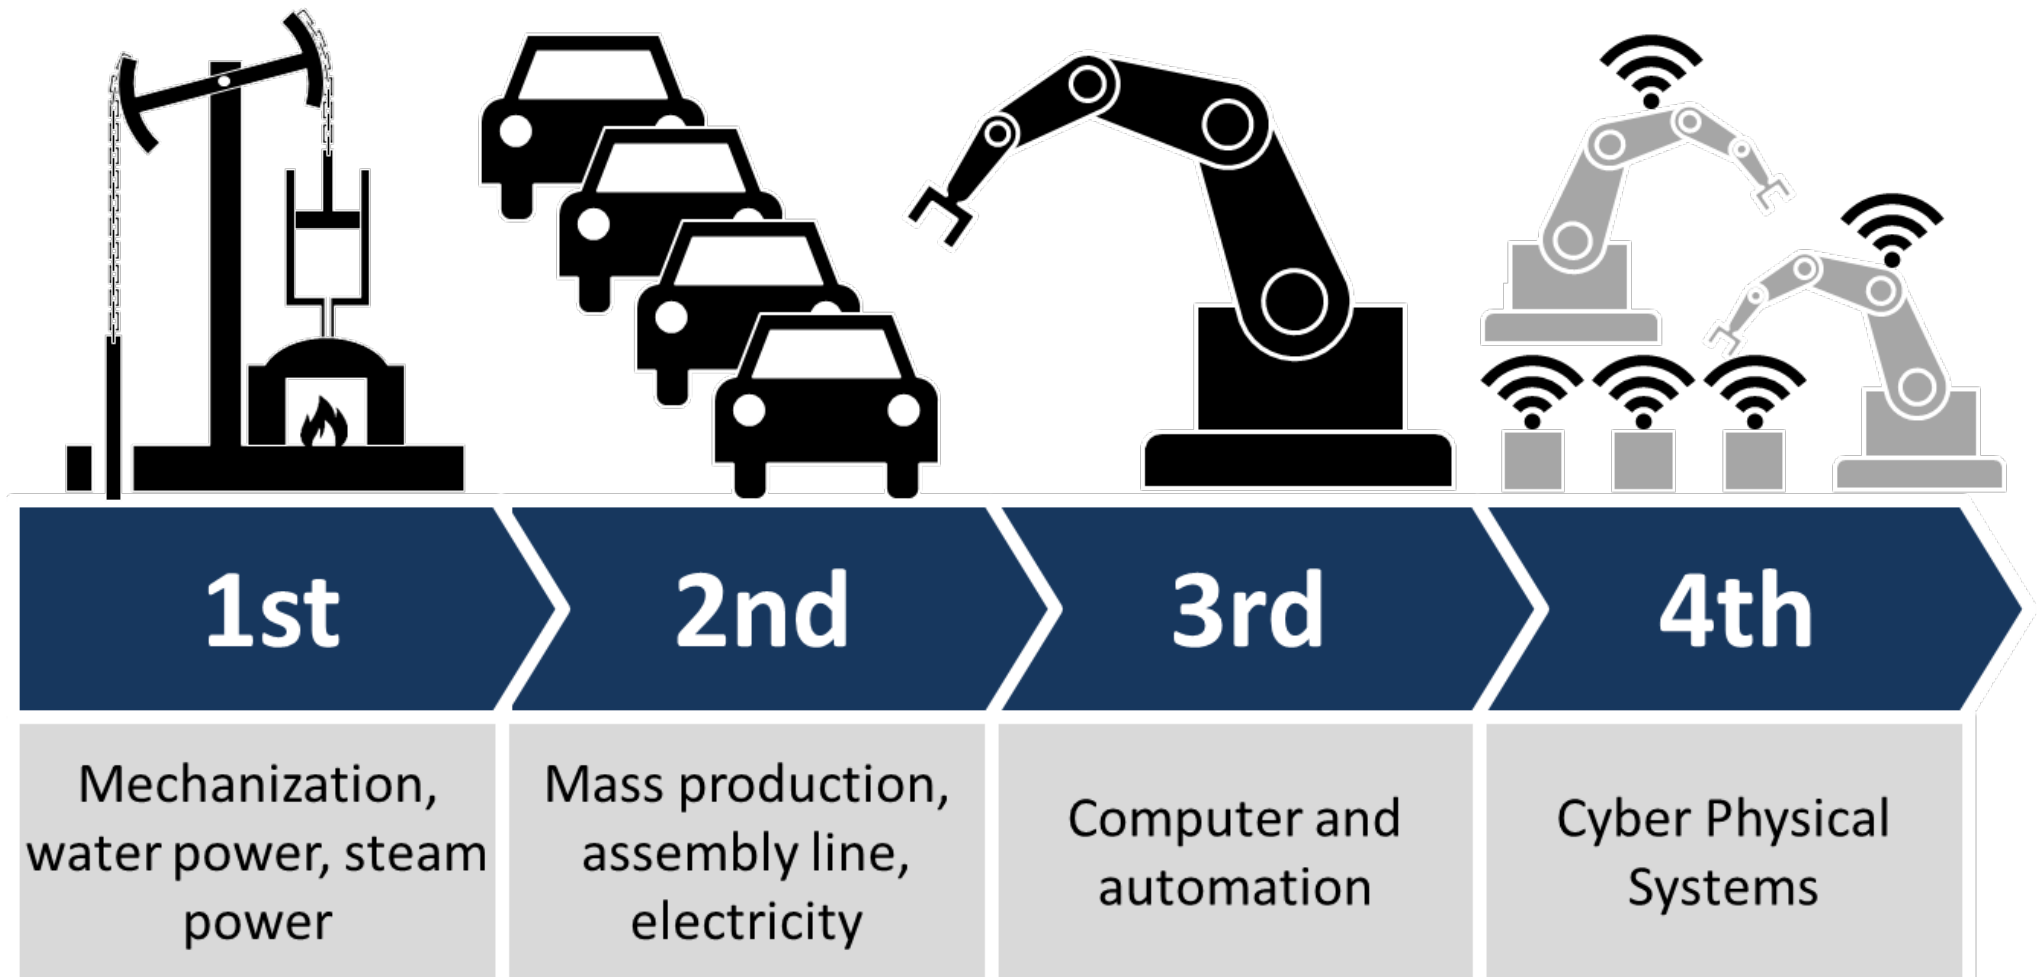 1st
2nd
3rd
4th
Mechanization,
water power, steam
power
Mass production,
assembly line,
electricity
Computer and
automation
Cyber Physical
Systems